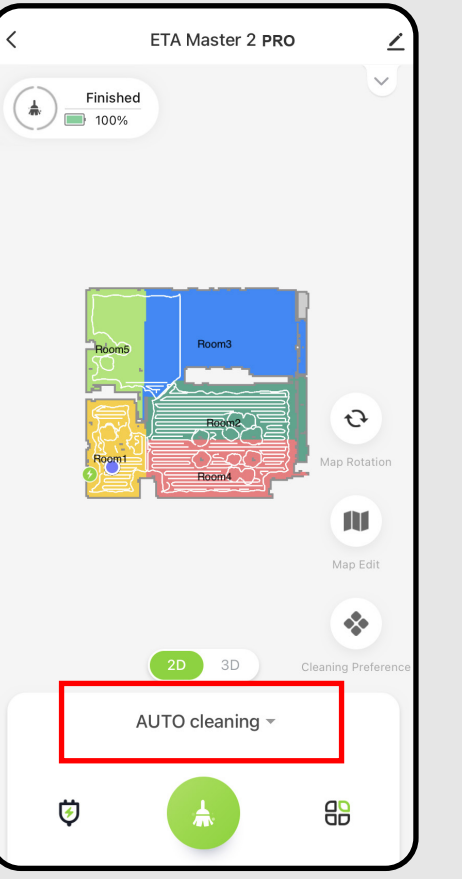 ETA Master 2 PRO
Finished
100%
Room5
Room3
Room2
Room1
Room4
Map Rotation
Map Edit
2D 3D
Cleaning Preference
AUTO cleaning